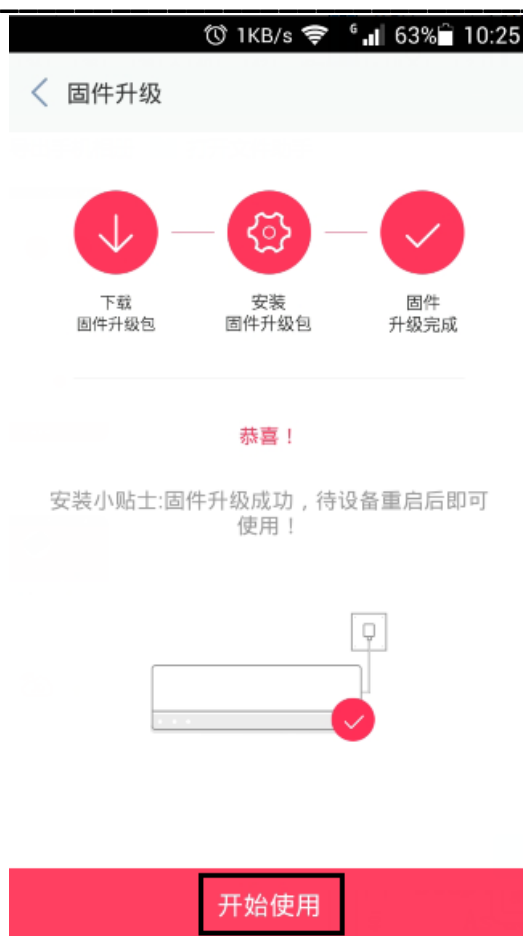 1KB/s G 63% 10:25
固件升级
下载 安装 固件
固件升级包 固件升级包 升级完成
恭喜！
安装小贴士:固件升级成功，待设备重启后即可
使用！
开始使用